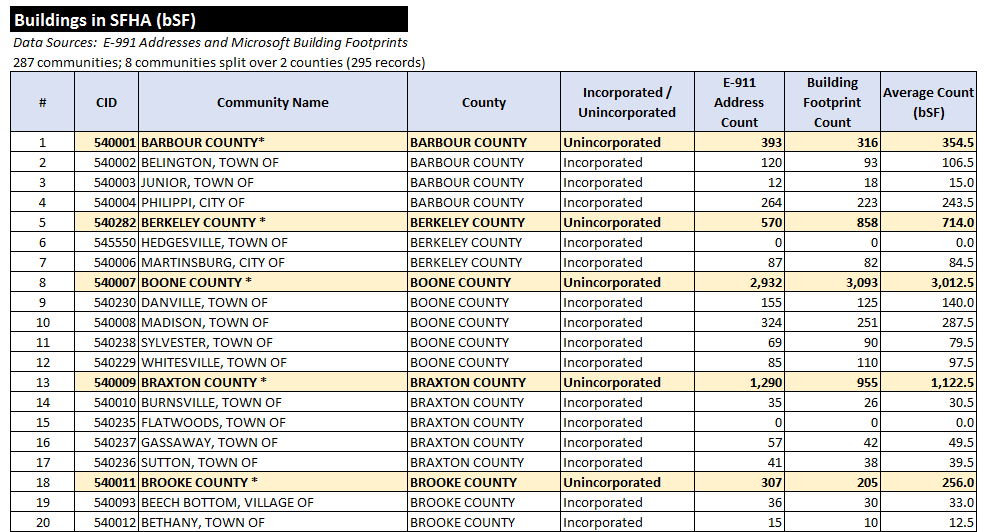 Buildings in SFHA (bSF)
Data Sources:  E-991 Addresses and Microsoft Building Footprints
287 communities; 8 communities split over 2 counties (295 records)
# CID Community Name County Incorporated / Unincorporated E-911 Address Count Building Footprint Count Average Count (bSF)
1 540001 BARBOUR COUNTY* BARBOUR COUNTY Unincorporated 393 316 354.5
2 540002 BELINGTON, TOWN OF BARBOUR COUNTY Incorporated 120 93 106.5
3 540003 JUNIOR, TOWN OF BARBOUR COUNTY Incorporated 12 18 15.0
4 540004 PHILIPPI, CITY OF BARBOUR COUNTY Incorporated 264 223 243.5
5 540282 BERKELEY COUNTY * BERKELEY COUNTY Unincorporated 570 858 714.0
6 545550 HEDGESVILLE, TOWN OF BERKELEY COUNTY Incorporated 0 0 0.0
7 540006 MARTINSBURG, CITY OF BERKELEY COUNTY Incorporated 87 82 84.5
8 540007 BOONE COUNTY * BOONE COUNTY Unincorporated 2,932 3,093 3,012.5
9 540230 DANVILLE, TOWN OF BOONE COUNTY Incorporated 155 125 140.0
10 540008 MADISON, TOWN OF BOONE COUNTY Incorporated 324 251 287.5
11 540238 SYLVESTER, TOWN OF BOONE COUNTY Incorporated 69 90 79.5
12 540229 WHITESVILLE, TOWN OF BOONE COUNTY Incorporated 85 110 97.5
13 540009 BRAXTON COUNTY * BRAXTON COUNTY Unincorporated 1,290 955 1,122.5
14 540010 BURNSVILLE, TOWN OF BRAXTON COUNTY Incorporated 35 26 30.5
15 540235 FLATWOODS, TOWN OF BRAXTON COUNTY Incorporated 0 0 0.0
16 540237 GASSAWAY, TOWN OF BRAXTON COUNTY Incorporated 57 42 49.5
17 540236 SUTTON, TOWN OF BRAXTON COUNTY Incorporated 41 38 39.5
18 540011 BROOKE COUNTY * BROOKE COUNTY Unincorporated 307 205 256.0
19 540093 BEECH BOTTOM, VILLAGE OF BROOKE COUNTY Incorporated 36 30 33.0
20 540012 BETHANY, TOWN OF BROOKE COUNTY Incorporated 15 10 12.5